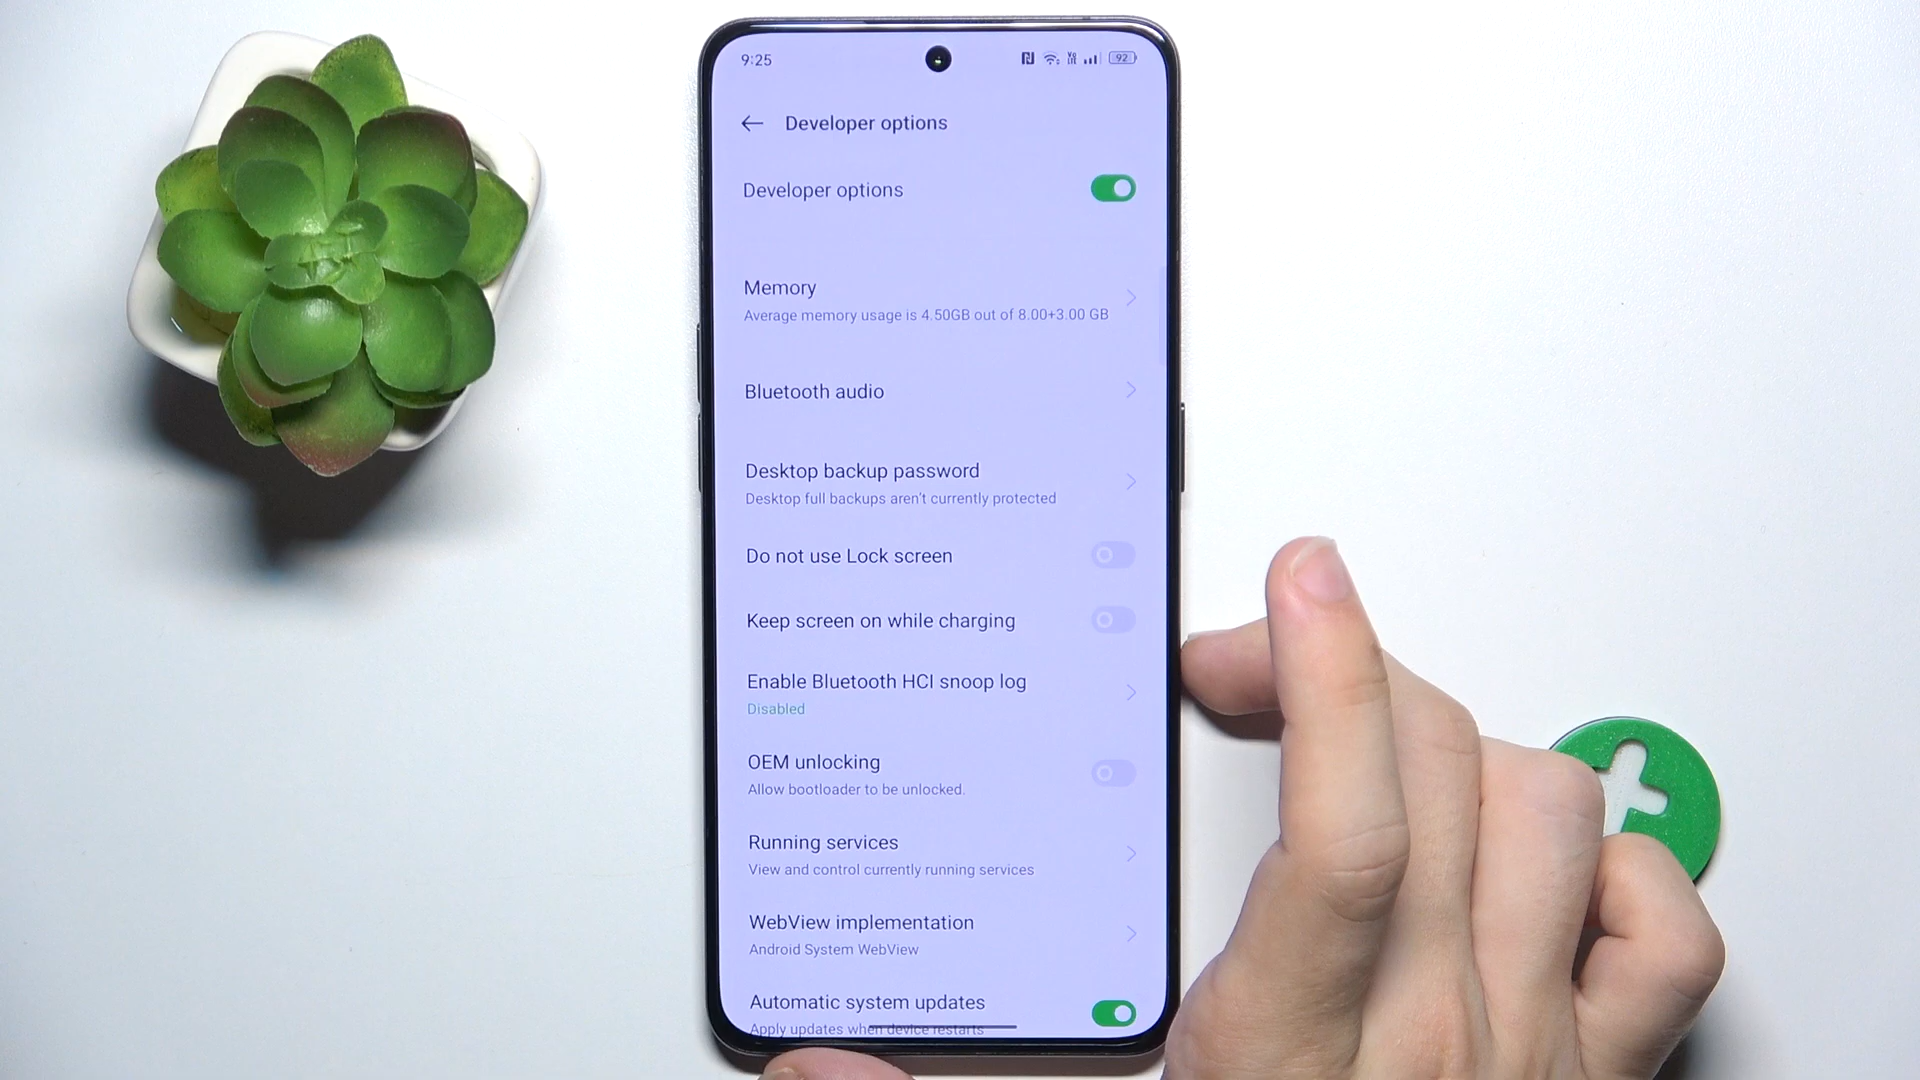 9:25
92
Developer options
Developer options
Memory
Average memory usage is 4.50GB out of 8.00+3.00 GB
Bluetooth audio
Desktop backup password
Desktop full backups aren't currently protected
Do not use Lock screen
Keep screen on while charging
Enable Bluetooth HCI snoop log
Disabled
OEM unlocking
Allow bootloader to be unlocked.
Running services
View and control currently running services
WebView implementation
Android System WebView
Automatic system updates
Apply updates when device restarts